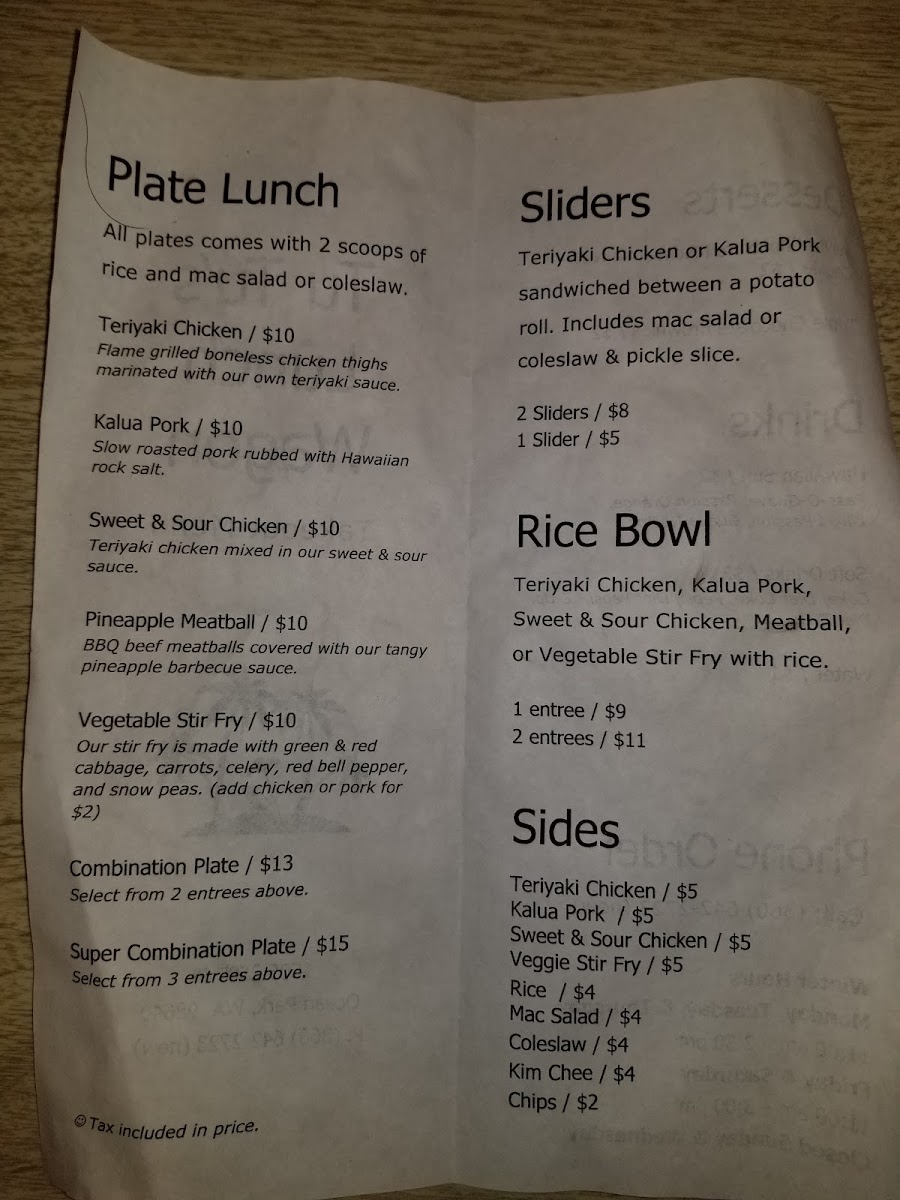 Plate Lunch
All plates comes with 2 scoops of
rice and mac salad or coleslaw.
Teriyaki Chicken / $10
Flame grilled boneless chicken thighs
marinated with our own teriyaki sauce.
Kalua Pork / $10
Slow roasted pork rubbed with Hawaiian
rock salt.
Sweet & Sour Chicken / $10
Teriyaki chicken mixed in our sweet & sour
sauce.
Pineapple Meatball / $10
BBQ beef meatballs covered with our tangy
pineapple barbecue sauce.
Vegetable Stir Fry / $10
Our stir fry is made with green & red
cabbage, carrots, celery, red bell pepper,
and snow peas. (add chicken or pork for
$2)
Combination Plate / $13
Select from 2 entrees above.
Super Combination Plate / $15
Select from 3 entrees above.
☺Tax included in price.
Sliders
Teriyaki Chicken or Kalua Pork
sandwiched between a potato
roll. Includes mac salad or
coleslaw & pickle slice.
2 Sliders / $8
1 Slider / $5
Rice Bowl
Teriyaki Chicken, Kalua Pork,
Sweet & Sour Chicken, Meatball,
or Vegetable Stir Fry with rice.
1 entree / $9
2 entrees / $11
Sides
Teriyaki Chicken / $5
Kalua Pork / $5
Sweet & Sour Chicken / $5
Veggie Stir Fry / $5
Rice / $4
Mac Salad / $4
Coleslaw / $4
Kim Chee / $4
Chips / $2
Desserts
Drinks
Phone Order